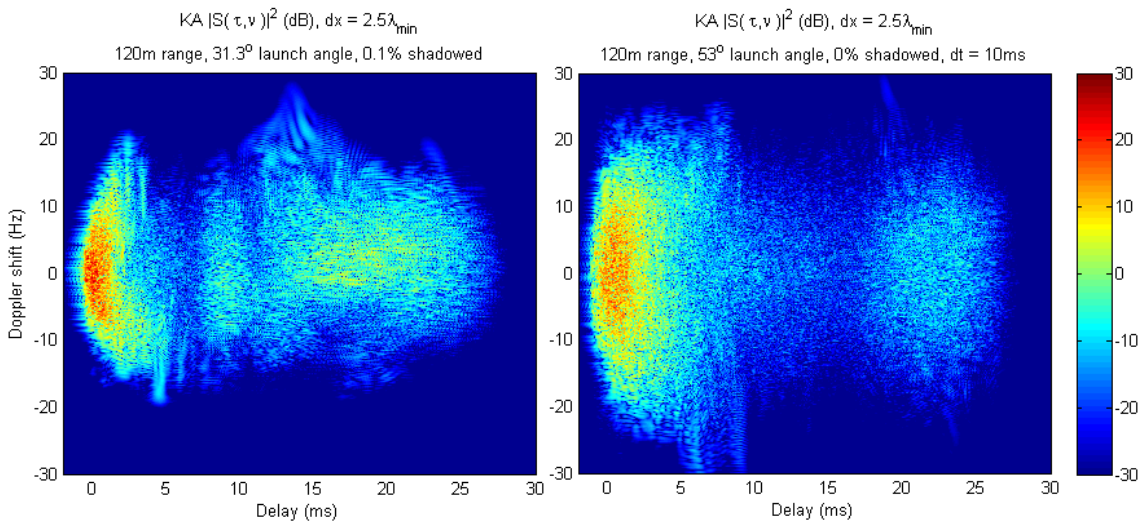 KA |S( τ,ν )|² (dB), dx = 2.5λ_min
120m range, 31.3° launch angle, 0.1% shadowed
30
20
10
0
-10
-20
-30
Doppler shift (Hz)
0 5 10 15 20 25 30
Delay (ms)
KA |S( τ,ν )|² (dB), dx = 2.5λ_min
120m range, 53° launch angle, 0% shadowed, dt = 10ms
30
20
10
0
-10
-20
-30
0 5 10 15 20 25 30
Delay (ms)
30
20
10
0
-10
-20
-30